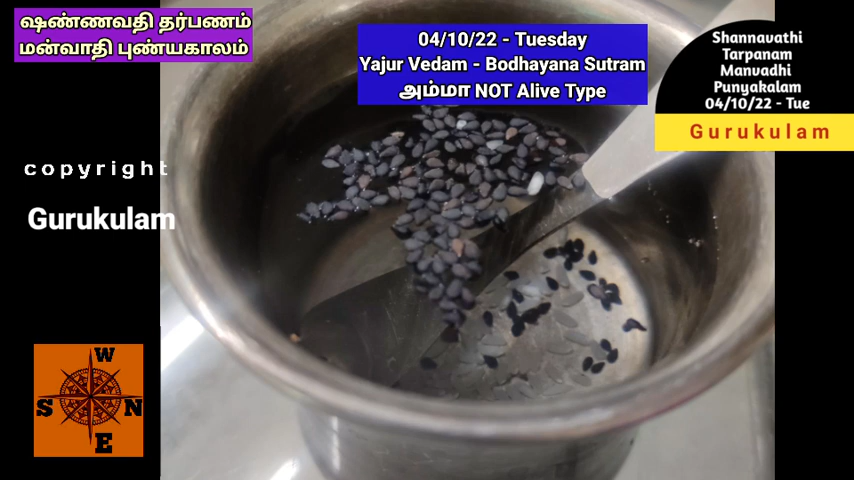 ஷண்ணவதி தர்பணம்
மன்வாதி புண்யகாலம்
04/10/22 - Tuesday
Yajur Vedam - Bodhayana Sutram
அம்மா NOT Alive Type
Shannavathi
Tarpanam
Manvadhi
Punyakalam
04/10/22 - Tue
Gurukulam
copyright
Gurukulam
W
S N
E